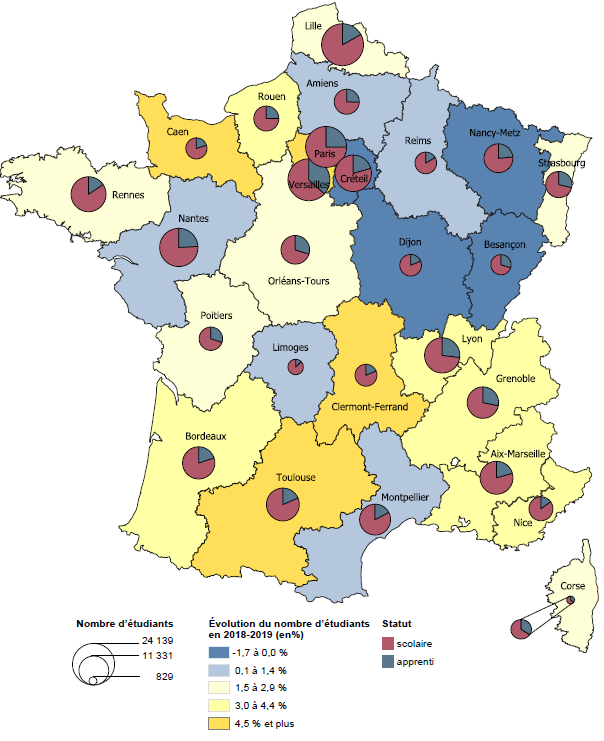 Lille
Amiens
Rouen
Caen
Reims
Nancy-Metz
Paris
Strasbourg
Créteil
Versailles
Rennes
Nantes
Dijon
Besançon
Orléans-Tours
Poitiers
Limoges
Lyon
Grenoble
Clermont-Ferrand
Bordeaux
Aix-Marseille
Toulouse
Montpellier
Nice
Corse
Nombre d'étudiants
24 139
11 331
829
Évolution du nombre d'étudiants
en 2018-2019 (en%)
-1,7 à 0,0 %
0,1 à 1,4 %
1,5 à 2,9 %
3,0 à 4,4 %
4,5 % et plus
Statut
scolaire
apprenti